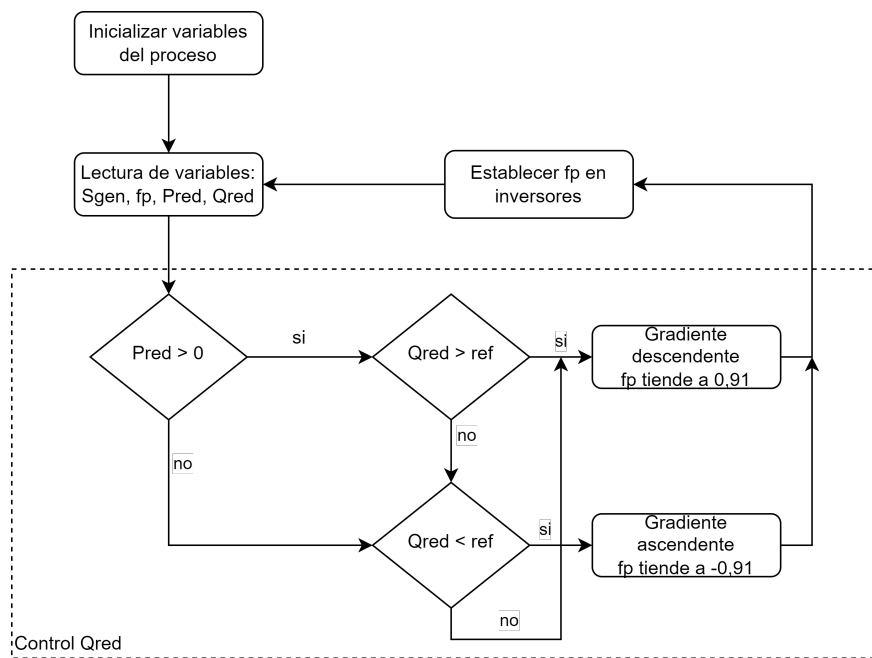 Inicializar variables
del proceso
Lectura de variables:
Sgen, fp, Pred, Qred
Establecer fp en
inversores
Pred > 0
si
Qred > ref
si
Gradiente
descendente
fp tiende a 0,91
no
no
Qred < ref
si
Gradiente
ascendente
fp tiende a -0,91
no
Control Qred